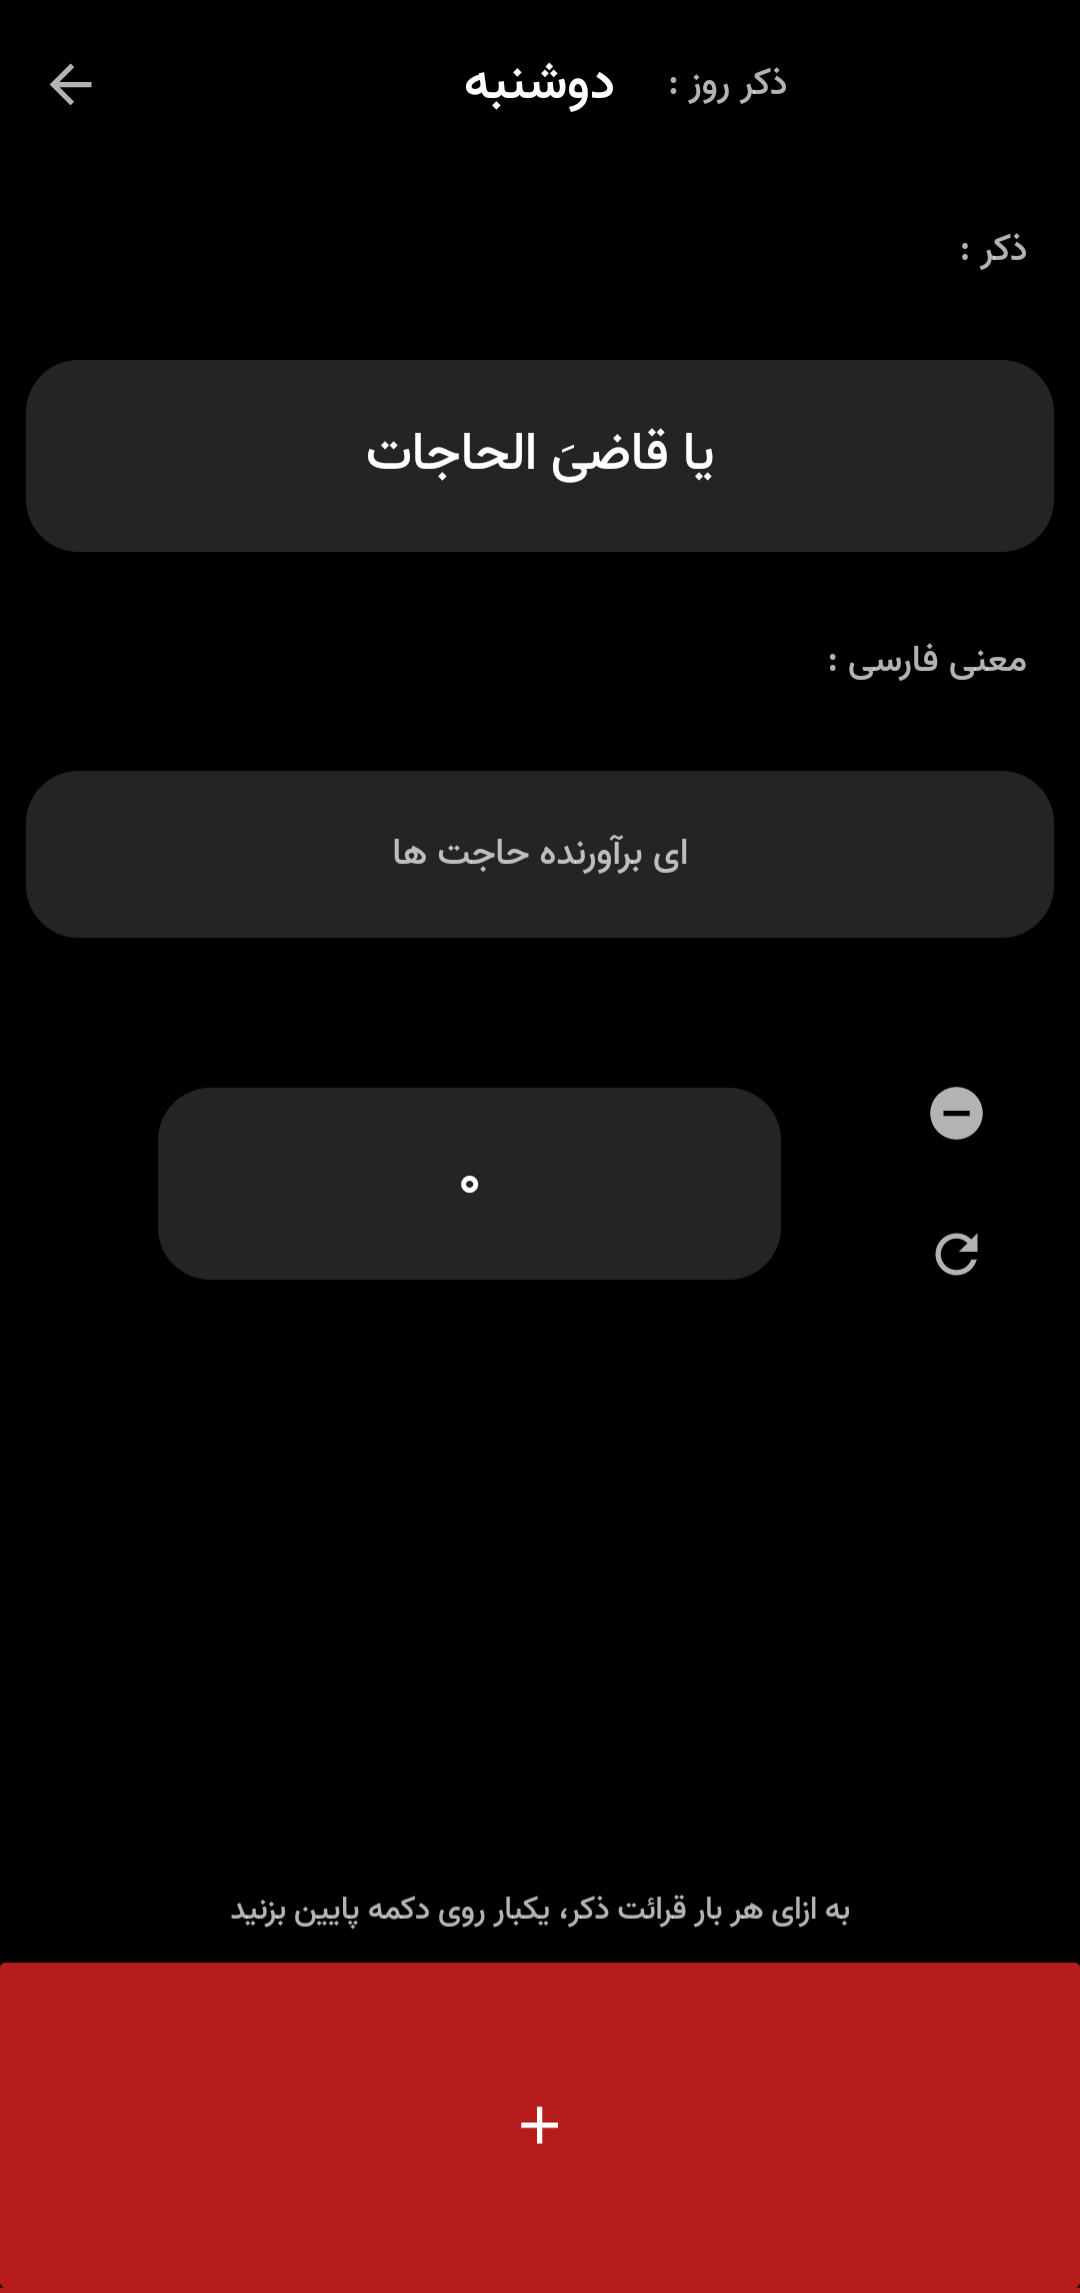 ذکر روز : دوشنبه
ذکر :
یا قاضیَ الحاجات
معنی فارسی :
ای برآورنده حاجت ها
۰
به ازای هر بار قرائت ذکر، یکبار روی دکمه پایین بزنید
+